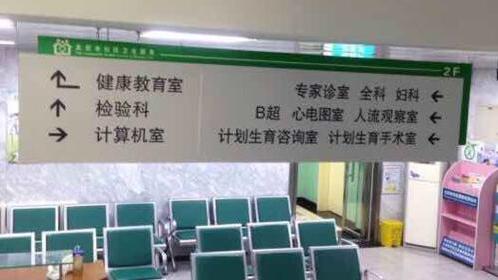 2F
健康教育室
检验科
计算机室
专家诊室 全科 妇科
B超 心电图室 人流观察室
计划生育咨询室 计划生育手术室